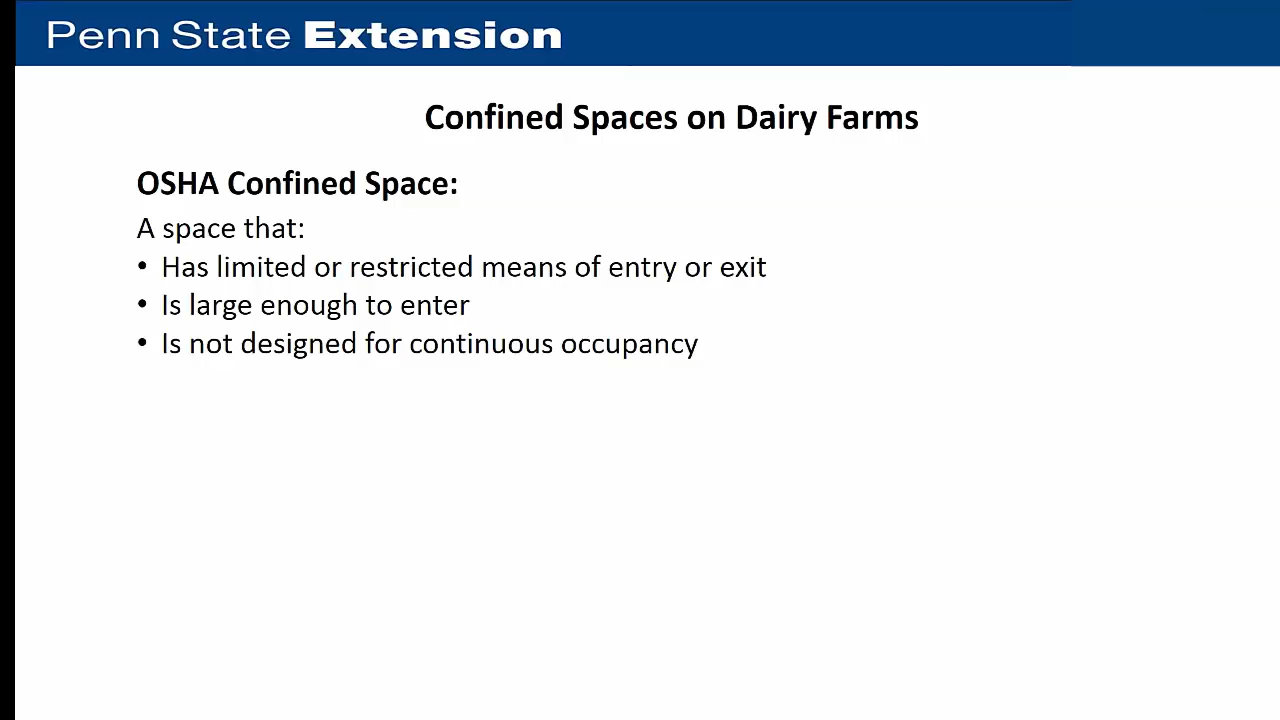 Penn State Extension
Confined Spaces on Dairy Farms
OSHA Confined Space:
A space that:
• Has limited or restricted means of entry or exit
• Is large enough to enter
• Is not designed for continuous occupancy